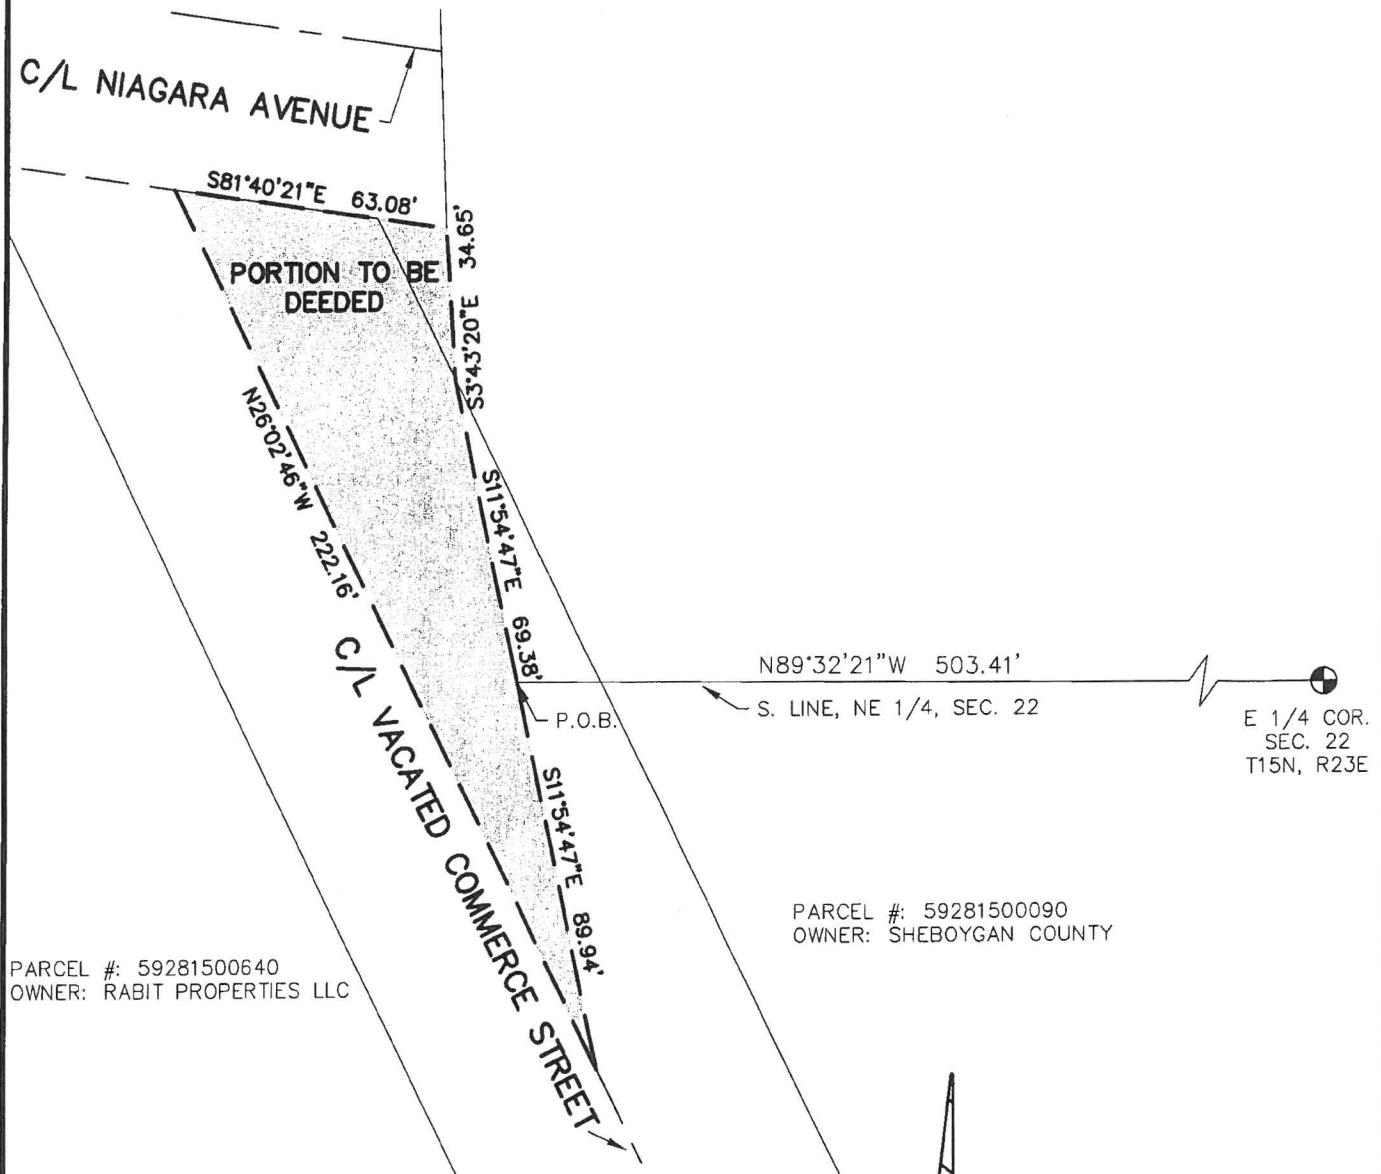 C/L NIAGARA AVENUE
S81°40'21"E 63.08'
34.65'
S3°43'20"E
PORTION TO BE
DEEDED
N26°02'46"W 222.16'
S11°54'47"E 69.38'
N89°32'21"W 503.41'
S. LINE, NE 1/4, SEC. 22
P.O.B.
E 1/4 COR.
SEC. 22
T15N, R23E
C/L VACATED COMMERCE STREET
S11°54'47"E 89.94'
PARCEL #: 59281500090
OWNER: SHEBOYGAN COUNTY
PARCEL #: 59281500640
OWNER: RABIT PROPERTIES LLC